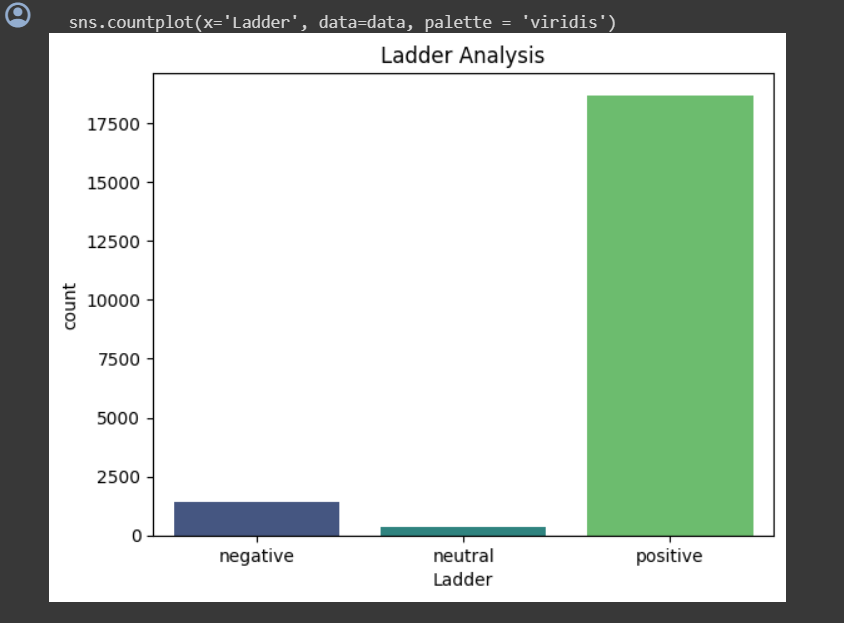 sns.countplot(x='Ladder', data=data, palette = 'viridis')
Ladder Analysis
17500
15000
12500
10000
7500
5000
2500
0
count
negative neutral positive
Ladder